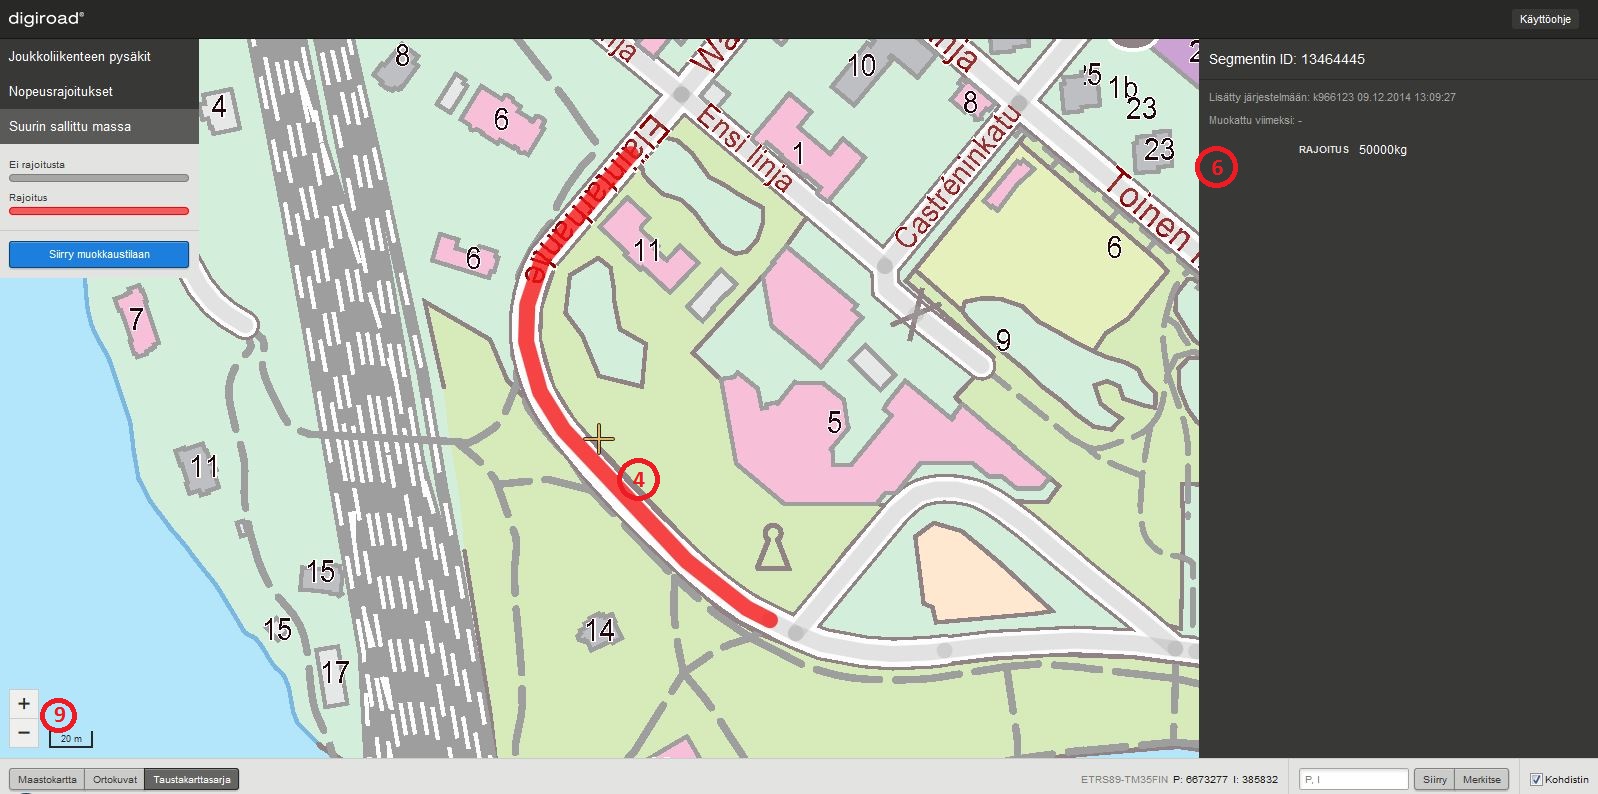 digiroad®
Käyttöohje
Joukkoliikenteen pysäkit
Nopeusrajoitukset
Suurin sallittu massa
Ei rajoitusta
Rajoitus
Siirry muokkaustilaan
Segmentin ID: 13464445
Lisätty järjestelmään: k966123 09.12.2014 13:09:27
Muokattu viimeksi: -
RAJOITUS 50000kg
6
8
10
4
6
8
1b
23
23
1
Ensi linja
Castréninkatu
Toinen
Eläintarhantie
6
11
6
7
9
5
4
11
15
15
14
17
9
+
−
20 m
Maastokartta
Ortokuvat
Taustakarttasarja
ETRS89-TM35FIN P: 6673277 I: 385832
P, I
Siirry
Merkitse
Kohdistin